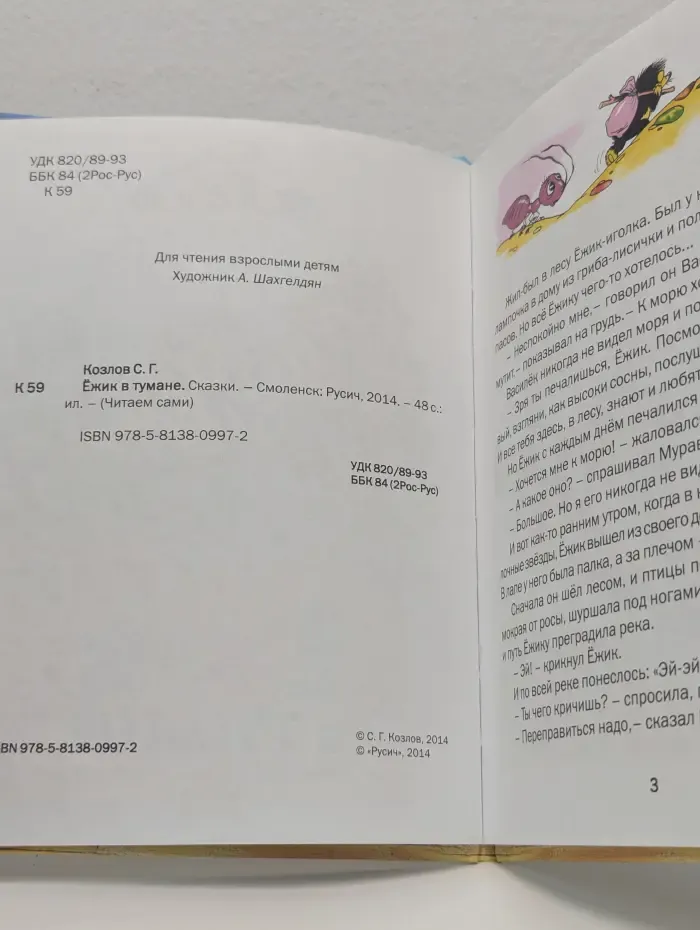 УДК 820/89-93
ББК 84 (2Рос-Рус)
К 59
Для чтения взрослыми детям
Художник А. Шахгелдян
Козлов С. Г.
К 59 Ёжик в тумане. Сказки. – Смоленск: Русич, 2014. – 48 с.:
ил. – (Читаем сами)
ISBN 978-5-8138-0997-2
УДК 820/89-93
ББК 84 (2Рос-Рус)
BN 978-5-8138-0997-2
© С. Г. Козлов, 2014
© «Русич», 2014
Жил-был в лесу Ёжик-иголка. Был у
лампочка в дому из гриба-лисички и пол
пасов. Но всё Ёжику чего-то хотелось...
– Неспокойно мне, – говорил он Ва
мутит – показывал на грудь. – К морю хо
Василёк никогда не видел моря и по
– Зря ты печалишься, Ёжик. Посмо
вый, взгляни, как высоки сосны, послуш
И все тебя здесь, в лесу, знают и любят
Но Ёжик с каждым днём печалился
– Хочется мне к морю! – жаловалс
– А какое оно? – спрашивал Мурав
– Большое. Но я его никогда не вид
И вот как-то ранним утром, когда в
лочные звёзды, Ёжик вышел из своего д
В лапе у него была палка, а за плечом –
Сначала он шёл лесом, и птицы п
мокрая от росы, шуршала под ногами
и путь Ёжику преградила река.
– Эй! – крикнул Ёжик.
И по всей реке понеслось: «Эй-эй
– Ты чего кричишь? – спросила,
– Переправиться надо, – сказал
3